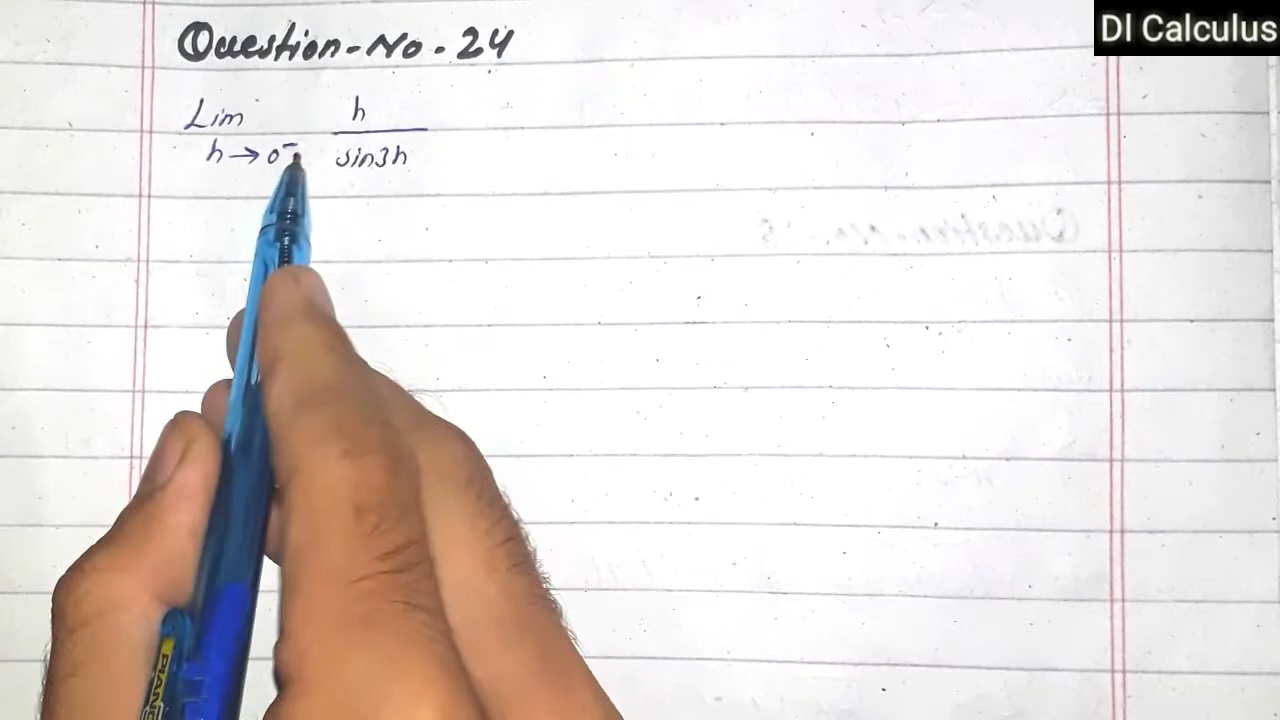 DI Calculus
Question-No-24
Lim h
h→0⁻ sin3h